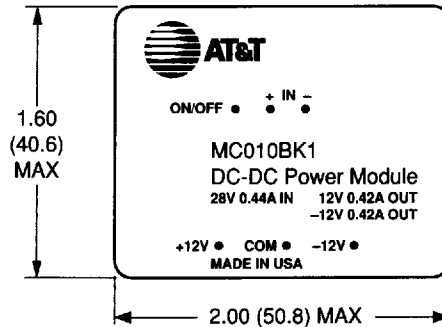 AT&T
+ IN –
ON/OFF
1.60
(40.6)
MAX
MC010BK1
DC-DC Power Module
28V 0.44A IN 12V 0.42A OUT
–12V 0.42A OUT
+12V COM –12V
MADE IN USA
2.00 (50.8) MAX